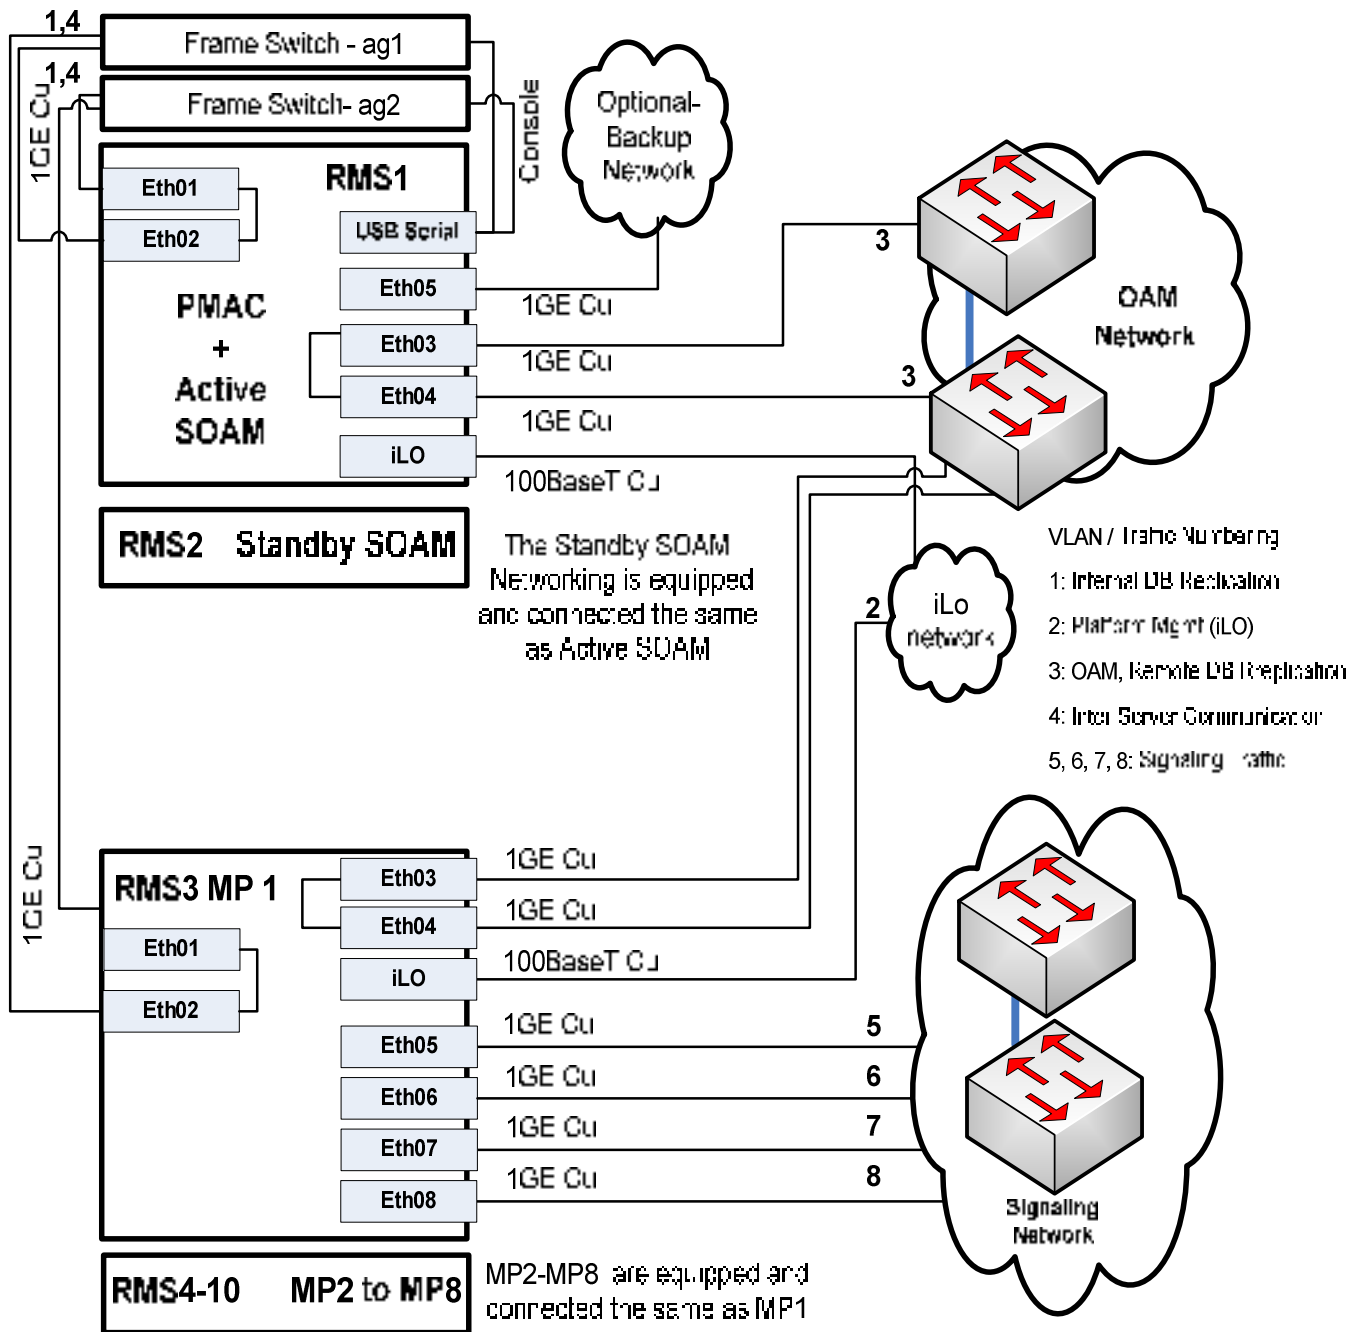 1,4
Frame Switch - ag1
1,4
Frame Switch- ag2
1GE Cu
Console
Optional-
Backup
Network
RMS1
Eth01
Eth02
USB Serial
Eth05
1GE Cu
PMAC
+
Active
SOAM
Eth03
1GE Cu
Eth04
1GE Cu
iLO
100BaseT Cu
3
3
OAM
Network
RMS2 Standby SOAM
The Standby SOAM
Networking is equipped
and connected the same
as Active SOAM
2
iLo
network
VLAN / Traffic Numbering
1: Internal DB Replication
2: Platform Mgmt (iLO)
3: OAM, Remote DB Rreplication
4: Inter Server Communication
5, 6, 7, 8: Signaling Traffic
1GE Cu
RMS3 MP 1
Eth01
Eth02
Eth03
1GE Cu
Eth04
1GE Cu
iLO
100BaseT Cu
Eth05
1GE Cu
5
Eth06
1GE Cu
6
Eth07
1GE Cu
7
Eth08
1GE Cu
8
Signaling
Network
RMS4-10 MP2 to MP8
MP2-MP8 are equipped and
connected the same as MP1